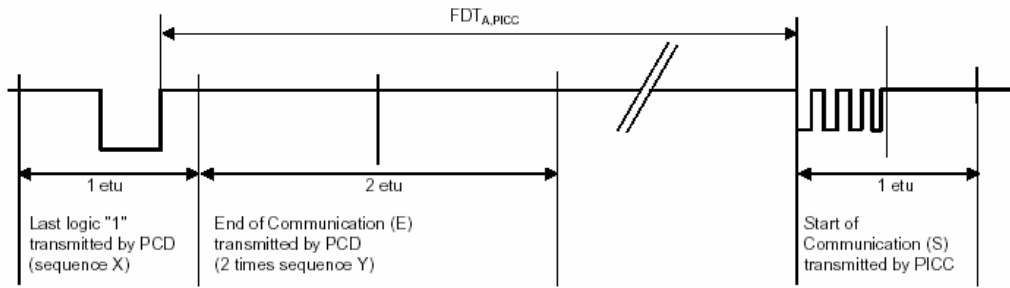 FDTA,PICC
1 etu
2 etu
1 etu
Last logic "1"
transmitted by PCD
(sequence X)
End of Communication (E)
transmitted by PCD
(2 times sequence Y)
Start of
Communication (S)
transmitted by PICC